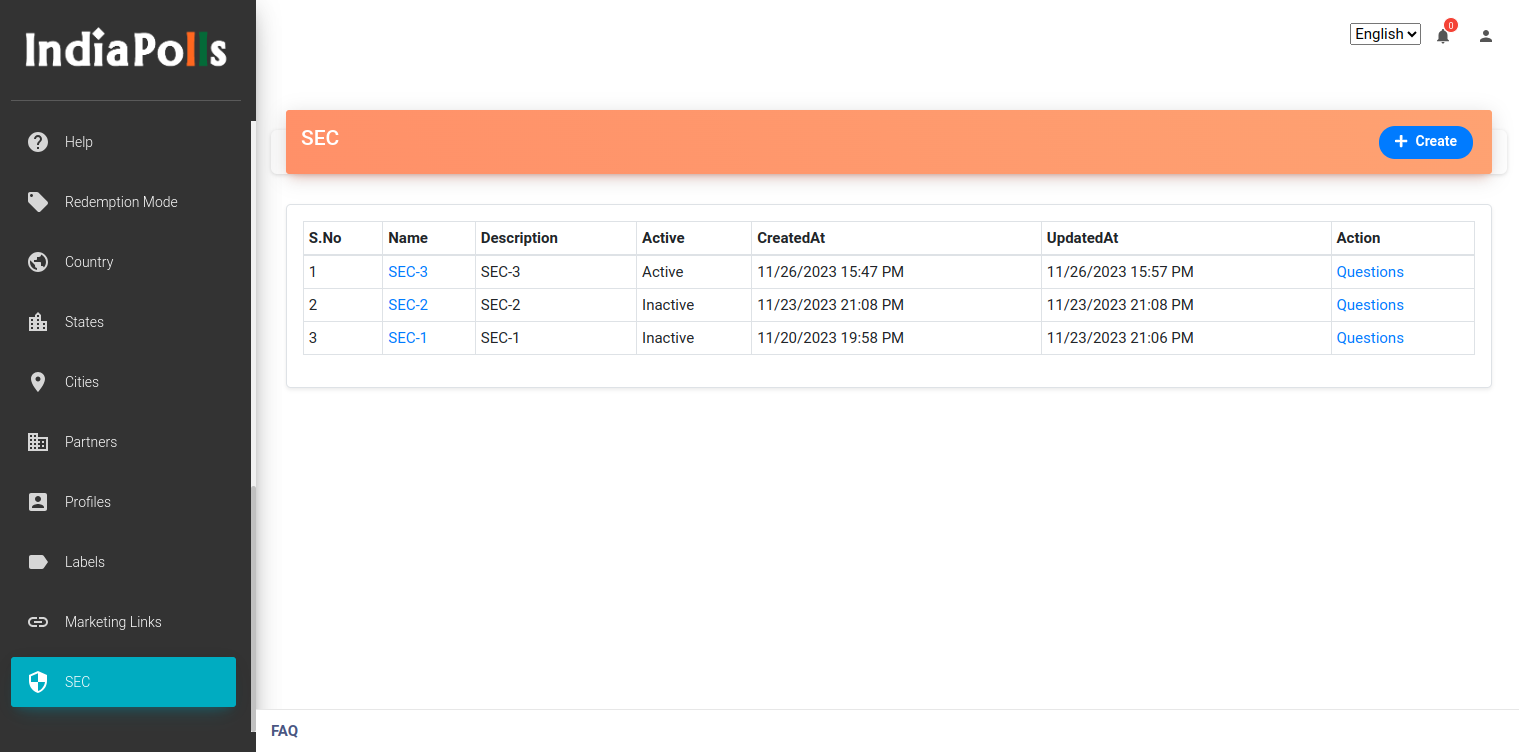 IndiaPolls
Help
Redemption Mode
Country
States
Cities
Partners
Profiles
Labels
Marketing Links
SEC
English
0
SEC
Create
S.No Name Description Active CreatedAt UpdatedAt Action
1 SEC-3 SEC-3 Active 11/26/2023 15:47 PM 11/26/2023 15:57 PM Questions
2 SEC-2 SEC-2 Inactive 11/23/2023 21:08 PM 11/23/2023 21:08 PM Questions
3 SEC-1 SEC-1 Inactive 11/20/2023 19:58 PM 11/23/2023 21:06 PM Questions
FAQ